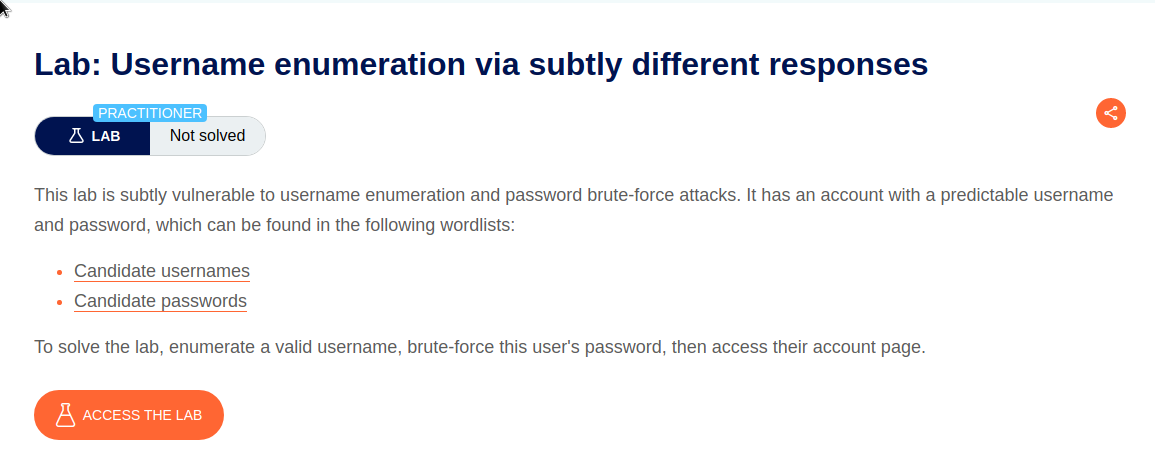 Lab: Username enumeration via subtly different responses
PRACTITIONER
LAB
Not solved
This lab is subtly vulnerable to username enumeration and password brute-force attacks. It has an account with a predictable username
and password, which can be found in the following wordlists:
Candidate usernames
Candidate passwords
To solve the lab, enumerate a valid username, brute-force this user's password, then access their account page.
ACCESS THE LAB